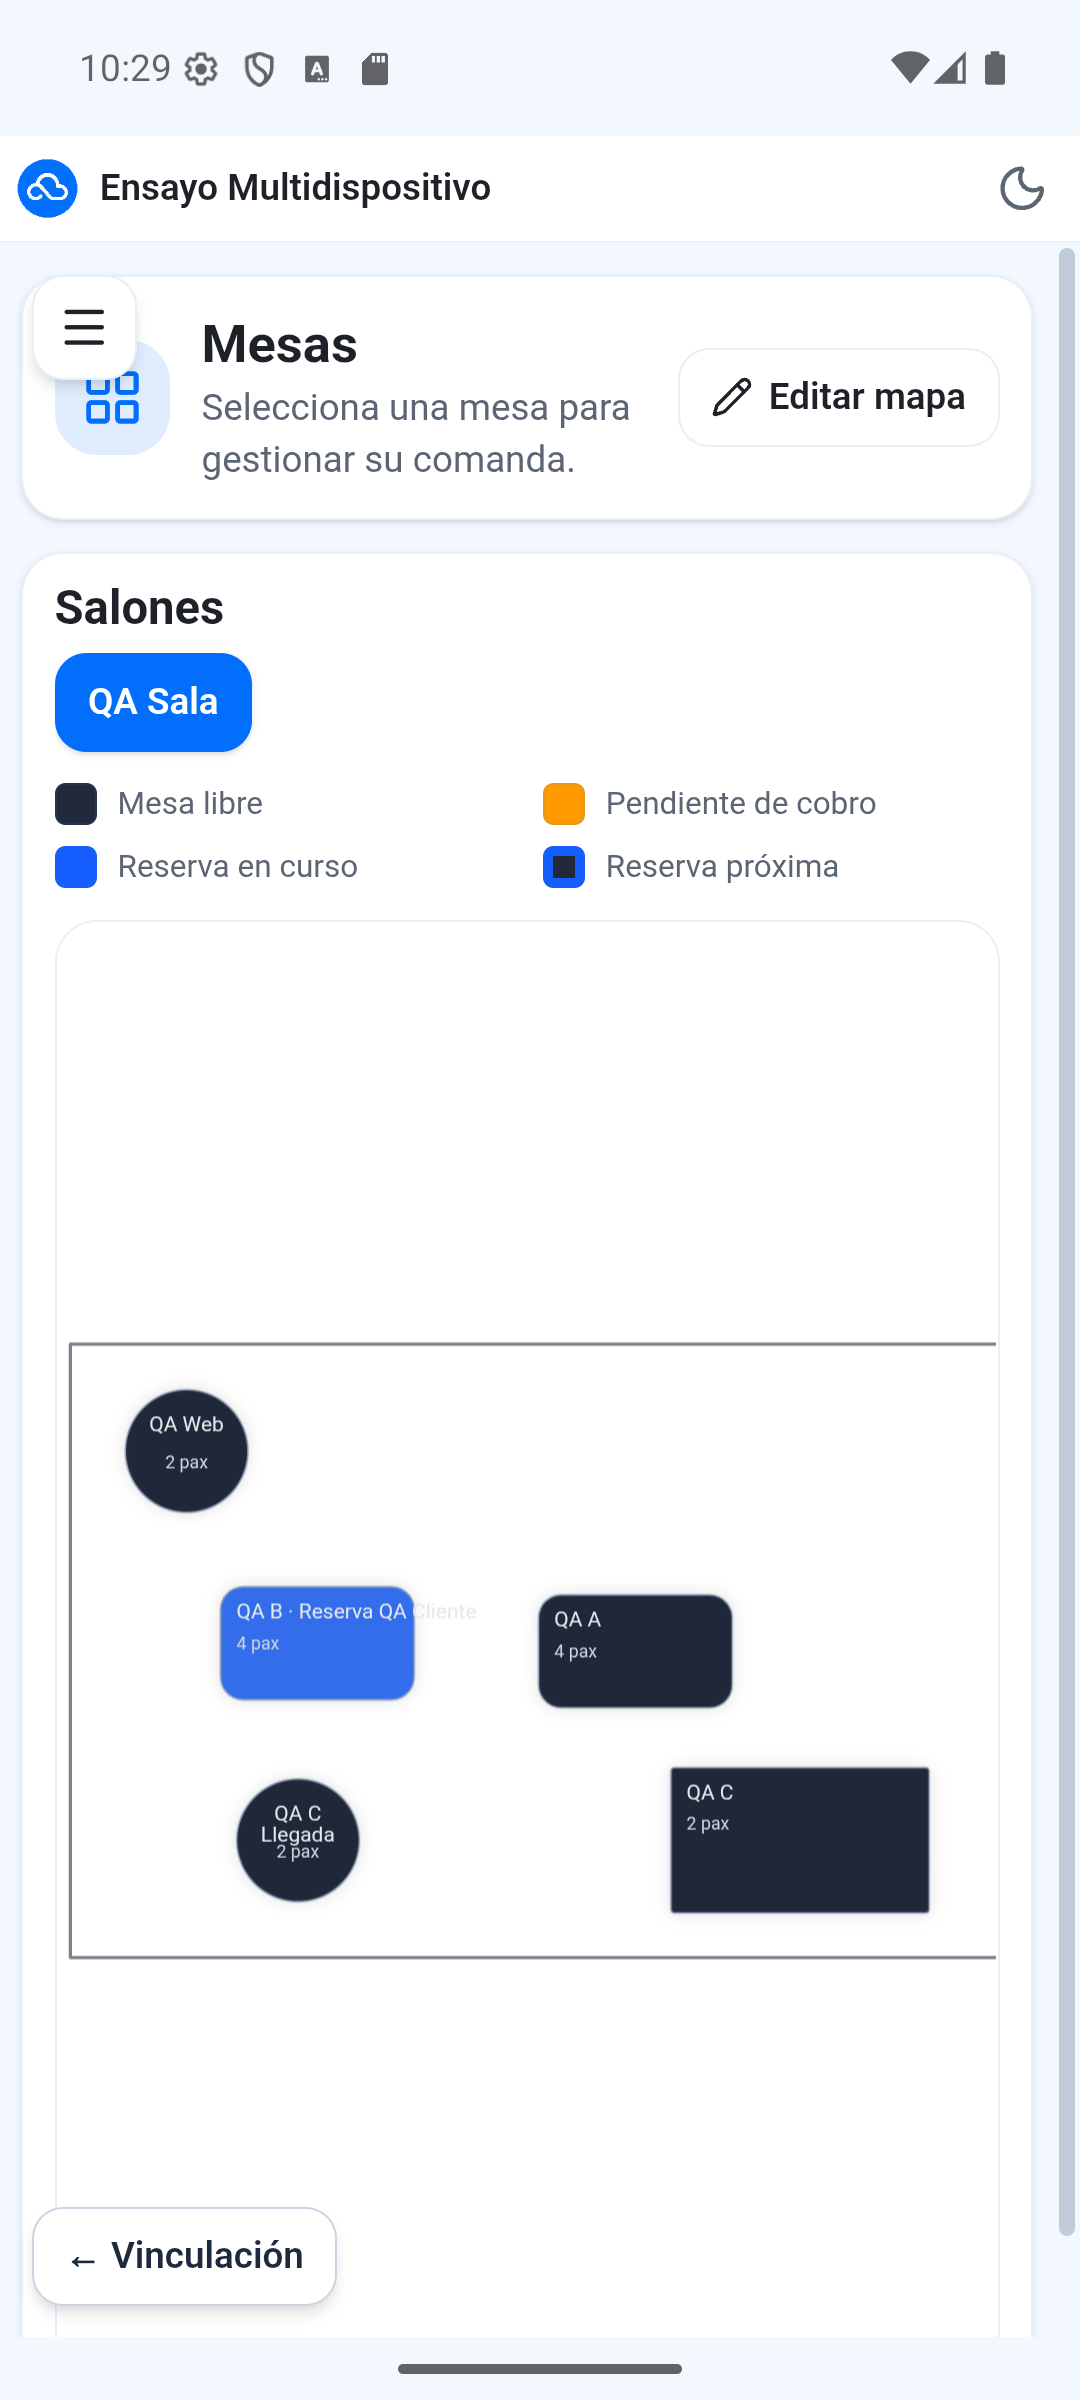 10:29
Ensayo Multidispositivo
Mesas
Selecciona una mesa para
gestionar su comanda.
Editar mapa
Salones
QA Sala
Mesa libre
Pendiente de cobro
Reserva en curso
Reserva próxima
QA Web
2 pax
QA B · Reserva QA Cliente
4 pax
QA A
4 pax
QA C
Llegada
2 pax
QA C
2 pax
← Vinculación